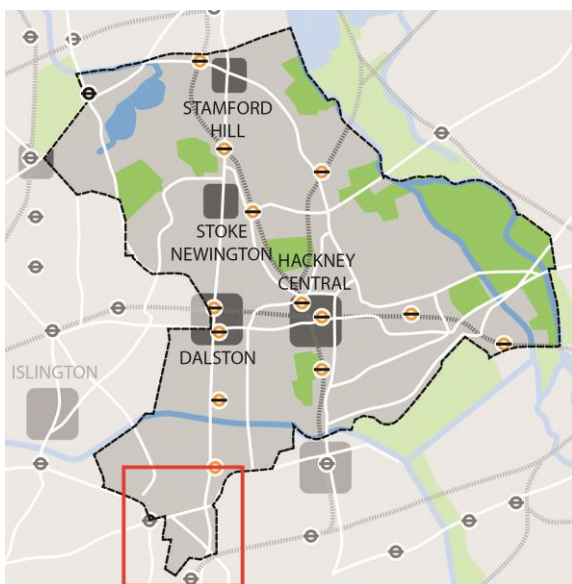 STAMFORD
HILL
STOKE
NEWINGTON
HACKNEY
CENTRAL
DALSTON
ISLINGTON